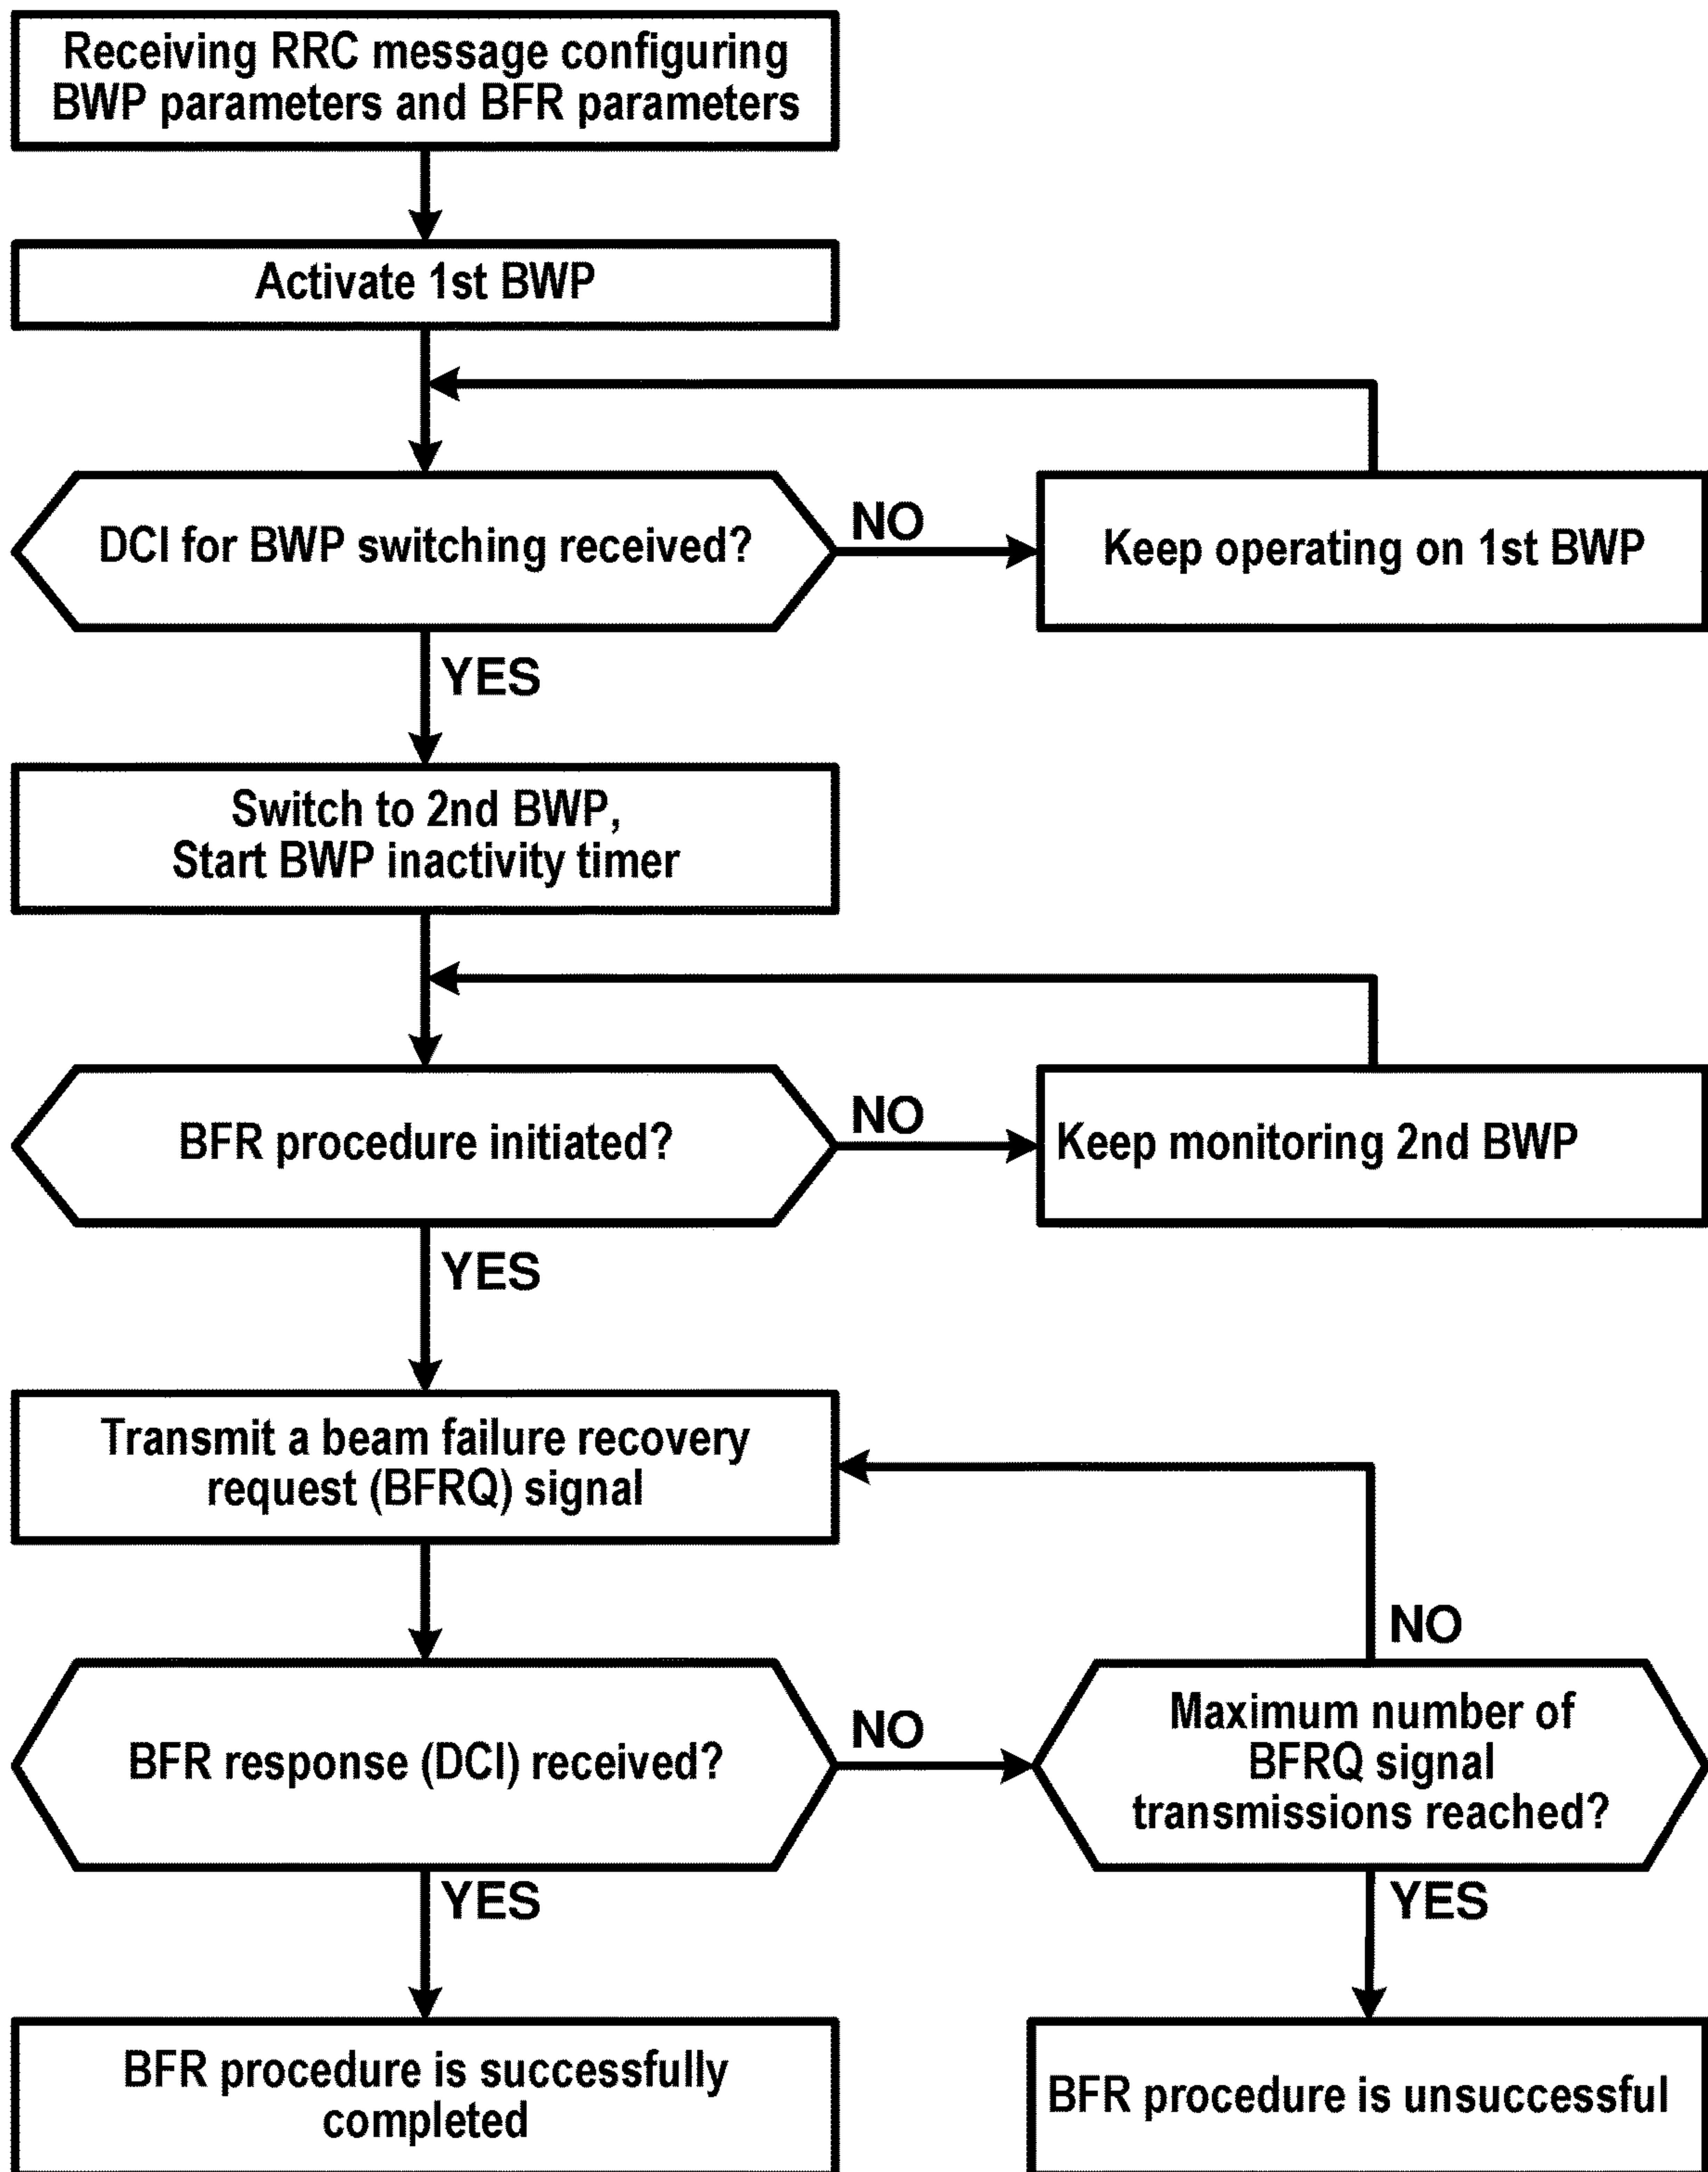 Receiving RRC message configuring
BWP parameters and BFR parameters
Activate 1st BWP
DCI for BWP switching received?
NO
Keep operating on 1st BWP
YES
Switch to 2nd BWP,
Start BWP inactivity timer
BFR procedure initiated?
NO
Keep monitoring 2nd BWP
YES
Transmit a beam failure recovery
request (BFRQ) signal
NO
BFR response (DCI) received?
NO
Maximum number of
BFRQ signal
transmissions reached?
YES
YES
BFR procedure is successfully
completed
BFR procedure is unsuccessful